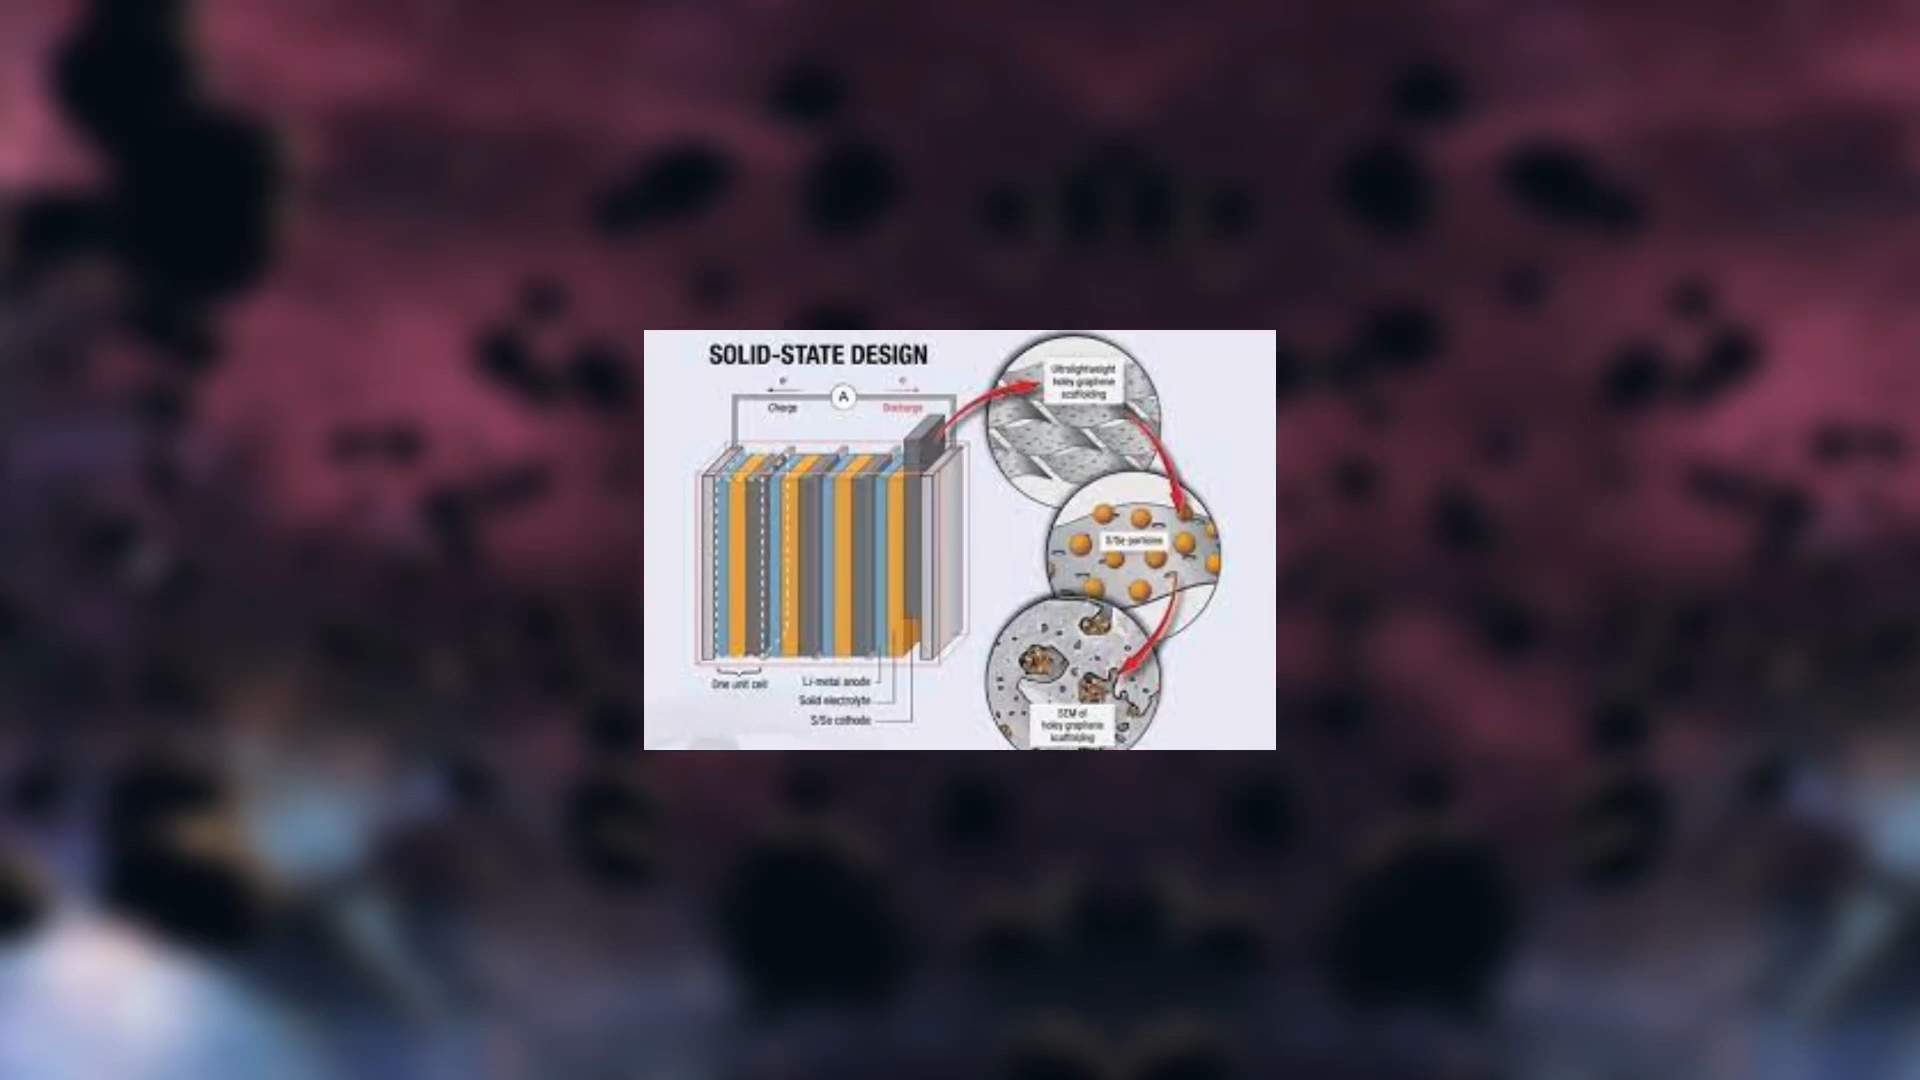 SOLID-STATE DESIGN
e-
e-
A
Charge
Discharge
One unit cell
Li-metal anode
Solid electrolyte
S/Se cathode
Ultralightweight
holey graphene
scaffolding
S/Se particles
SEM of
holey graphene
scaffolding